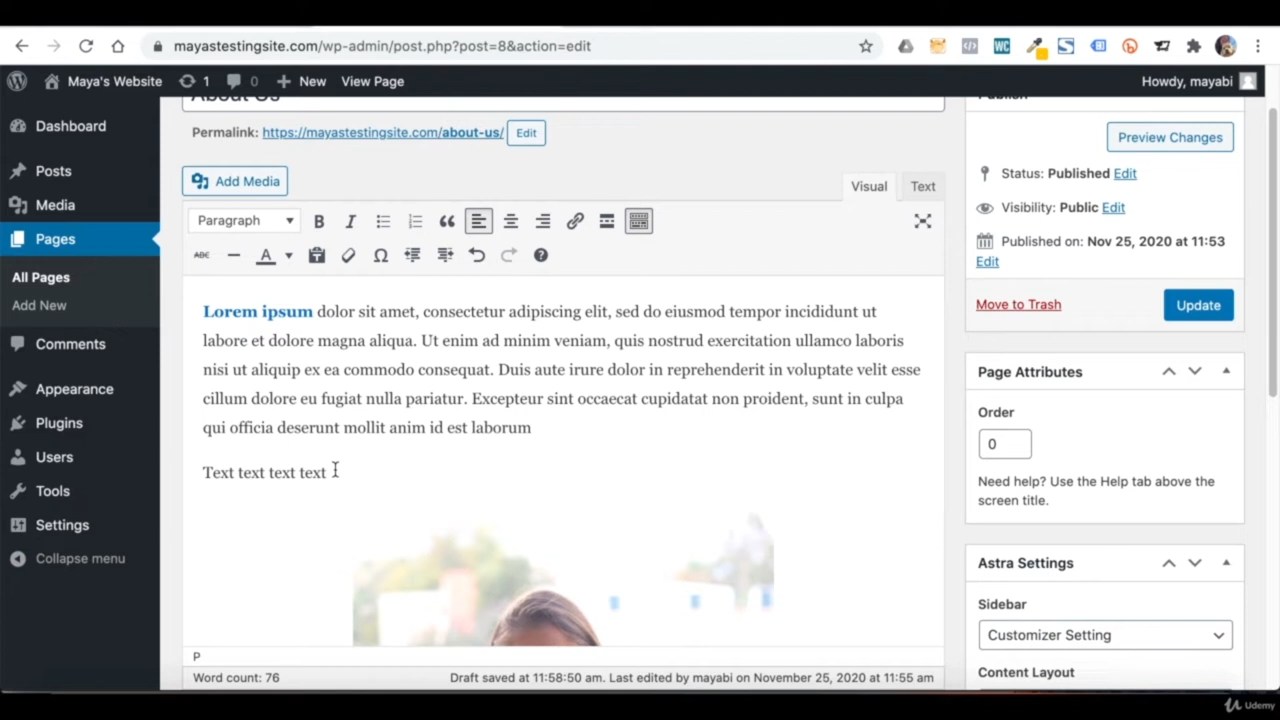 mayastestingsite.com/wp-admin/post.php?post=8&action=edit
Maya's Website
1
0
New
View Page
Howdy, mayabi
Dashboard
Posts
Media
Pages
All Pages
Add New
Comments
Appearance
Plugins
Users
Tools
Settings
Collapse menu
About Us
Permalink: https://mayastestingsite.com/about-us/ Edit
Add Media
Visual
Text
Paragraph
B I
ABC A
Lorem ipsum dolor sit amet, consectetur adipiscing elit, sed do eiusmod tempor incididunt ut
labore et dolore magna aliqua. Ut enim ad minim veniam, quis nostrud exercitation ullamco laboris
nisi ut aliquip ex ea commodo consequat. Duis aute irure dolor in reprehenderit in voluptate velit esse
cillum dolore eu fugiat nulla pariatur. Excepteur sint occaecat cupidatat non proident, sunt in culpa
qui officia deserunt mollit anim id est laborum
Text text text text
P
Word count: 76
Draft saved at 11:58:50 am. Last edited by mayabi on November 25, 2020 at 11:55 am
Publish
Preview Changes
Status: Published Edit
Visibility: Public Edit
Published on: Nov 25, 2020 at 11:53
Edit
Move to Trash
Update
Page Attributes
Order
0
Need help? Use the Help tab above the
screen title.
Astra Settings
Sidebar
Customizer Setting
Content Layout
Udemy